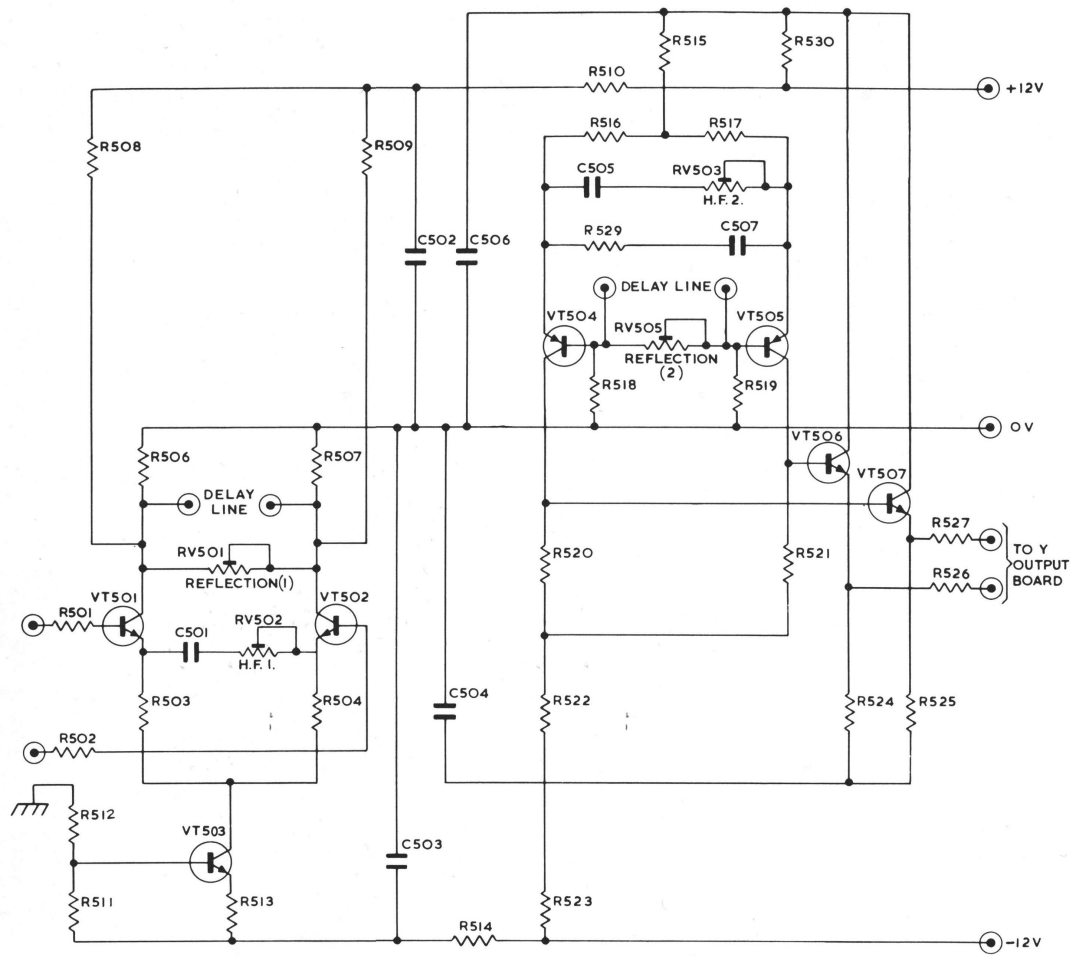 R515
R530
R510
+12V
R508
R509
R516
R517
C505
RV503
H.F.2.
C502
C506
R529
C507
DELAY LINE
VT504
VT505
RV505
REFLECTION
(2)
R518
R519
0V
R506
R507
VT506
VT507
DELAY
LINE
R527
TO Y
OUTPUT
BOARD
R526
RV501
REFLECTION(1)
R520
R521
VT501
VT502
R501
C501
RV502
H.F.1.
R503
R504
C504
R522
R524
R525
R502
R512
VT503
C503
R511
R513
R514
R523
-12V